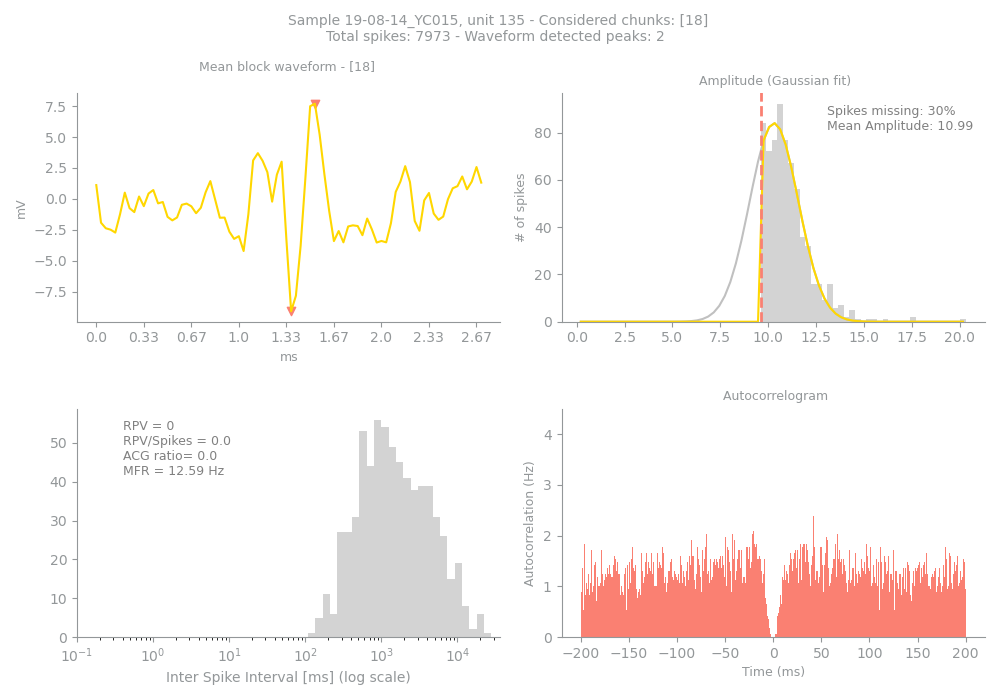 Sample 19-08-14_YC015, unit 135 - Considered chunks: [18]
Total spikes: 7973 - Waveform detected peaks: 2
Mean block waveform - [18]
mV
7.5
5.0
2.5
0.0
−2.5
−5.0
−7.5
0.0 0.33 0.67 1.0 1.33 1.67 2.0 2.33 2.67
ms
Amplitude (Gaussian fit)
Spikes missing: 30%
Mean Amplitude: 10.99
# of spikes
80
60
40
20
0
0.0 2.5 5.0 7.5 10.0 12.5 15.0 17.5 20.0
RPV = 0
RPV/Spikes = 0.0
ACG ratio= 0.0
MFR = 12.59 Hz
50
40
30
20
10
0
10⁻¹ 10⁰ 10¹ 10² 10³ 10⁴
Inter Spike Interval [ms] (log scale)
Autocorrelogram
Autocorrelation (Hz)
4
3
2
1
0
−200 −150 −100 −50 0 50 100 150 200
Time (ms)